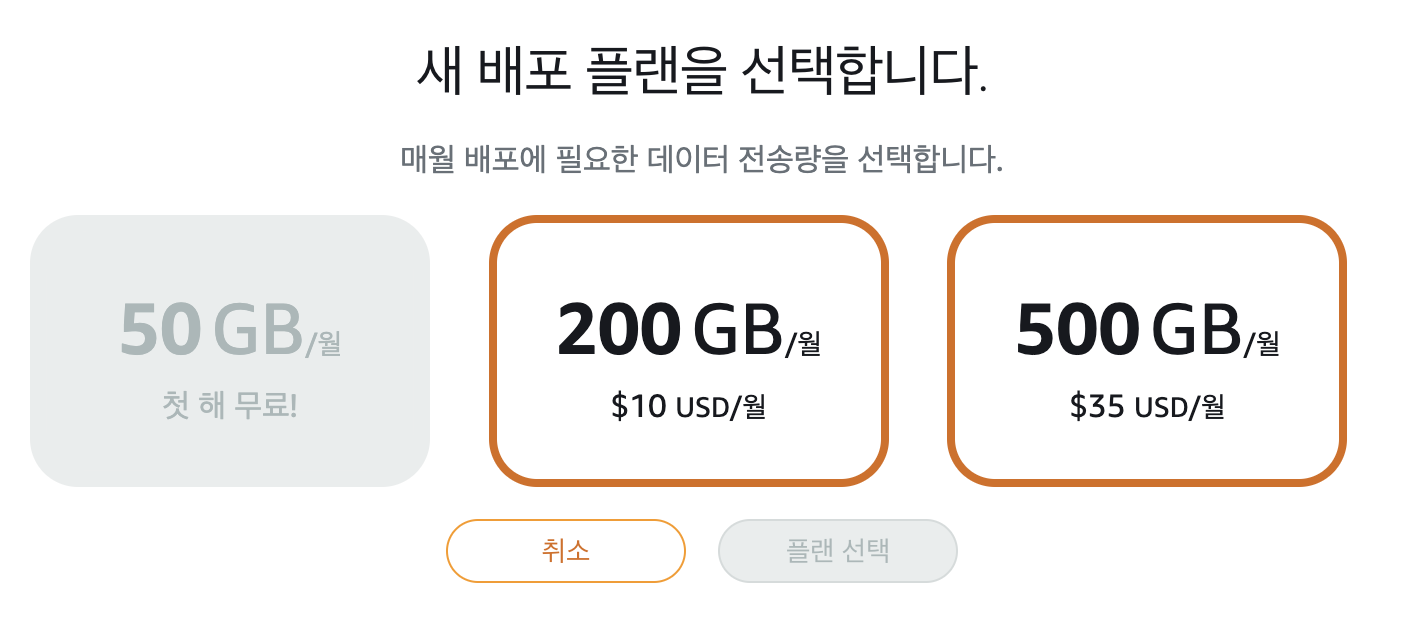 새 배포 플랜을 선택합니다.
매월 배포에 필요한 데이터 전송량을 선택합니다.
50 GB/월
첫 해 무료!
200 GB/월
$10 USD/월
500 GB/월
$35 USD/월
취소
플랜 선택